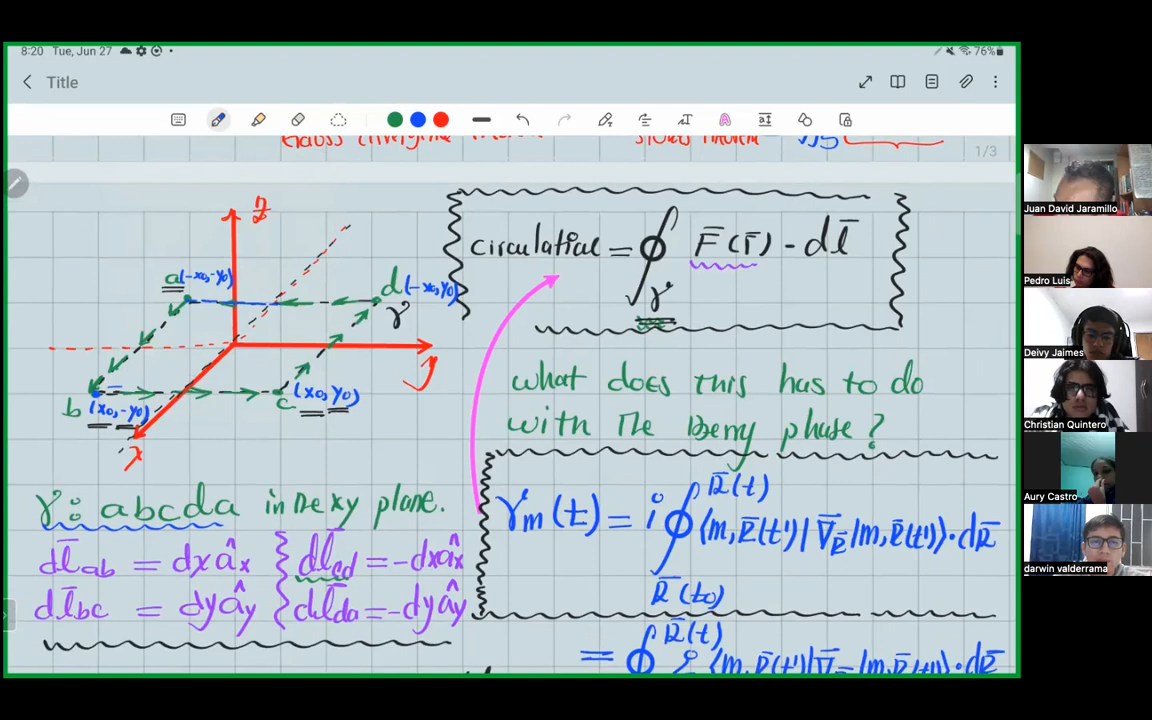 8:20 Tue, Jun 27
76%
Title
1/3
z
a(-x0,-y0)
d(-x0,y0)
γ
y
b
(x0,-y0)
c
(x0,y0)
x
γ: abcda in the xy plane.
dl̄ab = dx âx { dl̄cd = -dx âx
dl̄bc = dy ây { dl̄da = -dy ây
circulatial = ∮γ F̄(r̄) - dl̄
what does this has to do
with the Berry phase?
γm(t) = i ∮ R̄(t) R̄(t0) ⟨m,R̄(t')|∇̄R̄|m,R̄(t')⟩·dR̄
= ∮ R̄(t) i ⟨m,R̄(t')|∇̄R̄|m,R̄(t')⟩·dR̄
Juan David Jaramillo
Pedro Luis
Deivy Jaimes
Christian Quintero
Aury Castro
darwin valderrama